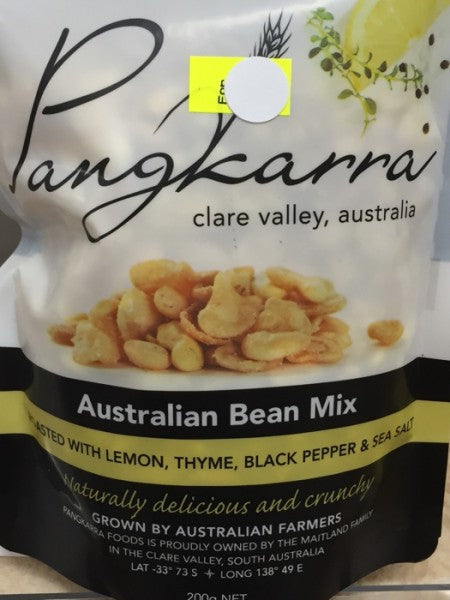 Pangkarra
clare valley, australia
Australian Bean Mix
ROASTED WITH LEMON, THYME, BLACK PEPPER & SEA SALT
Naturally delicious and crunchy
GROWN BY AUSTRALIAN FARMERS
PANGKARRA FOODS IS PROUDLY OWNED BY THE MAITLAND FAMILY
IN THE CLARE VALLEY, SOUTH AUSTRALIA
LAT -33° 73 S + LONG 138° 49 E
200g NET